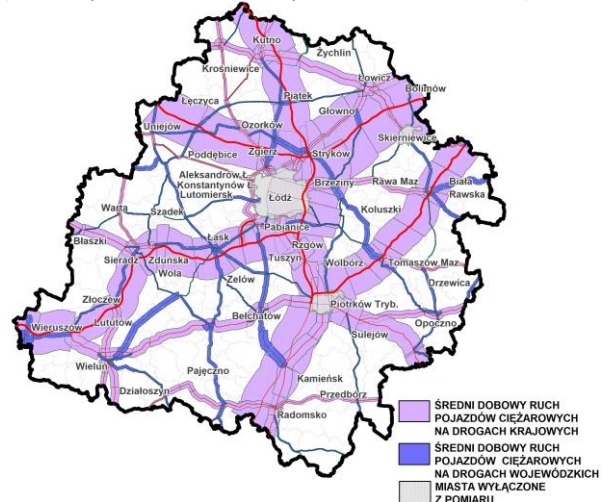 Kutno
Żychlin
Krośniewice
Łowicz
Bolimów
Piątek
Łęczyca
Głowno
Uniejów
Ozorków
Skierniewice
Zgierz
Stryków
Poddębice
Aleksandrów Ł.
Konstantynów Ł.
Lutomiersk
Brzeziny
Rawa Maz.
Biała
Rawska
Łódź
Koluszki
Warta
Szadek
Pabianice
Błaszki
Łask
Rzgów
Sieradz
Zduńska
Wola
Tuszyn
Wolbórz
Tomaszów Maz.
Zelów
Drzewica
Złoczew
Bełchatów
Piotrków Tryb.
Wieruszów
Lututów
Opoczno
Sulejów
Wieluń
Pajęczno
Kamieńsk
Działoszyn
Przedbórz
Radomsko
ŚREDNI DOBOWY RUCH
POJAZDÓW CIĘŻAROWYCH
NA DROGACH KRAJOWYCH
ŚREDNI DOBOWY RUCH
POJAZDÓW CIĘŻAROWYCH
NA DROGACH WOJEWÓDZKICH
MIASTA WYŁĄCZONE
Z POMIARU